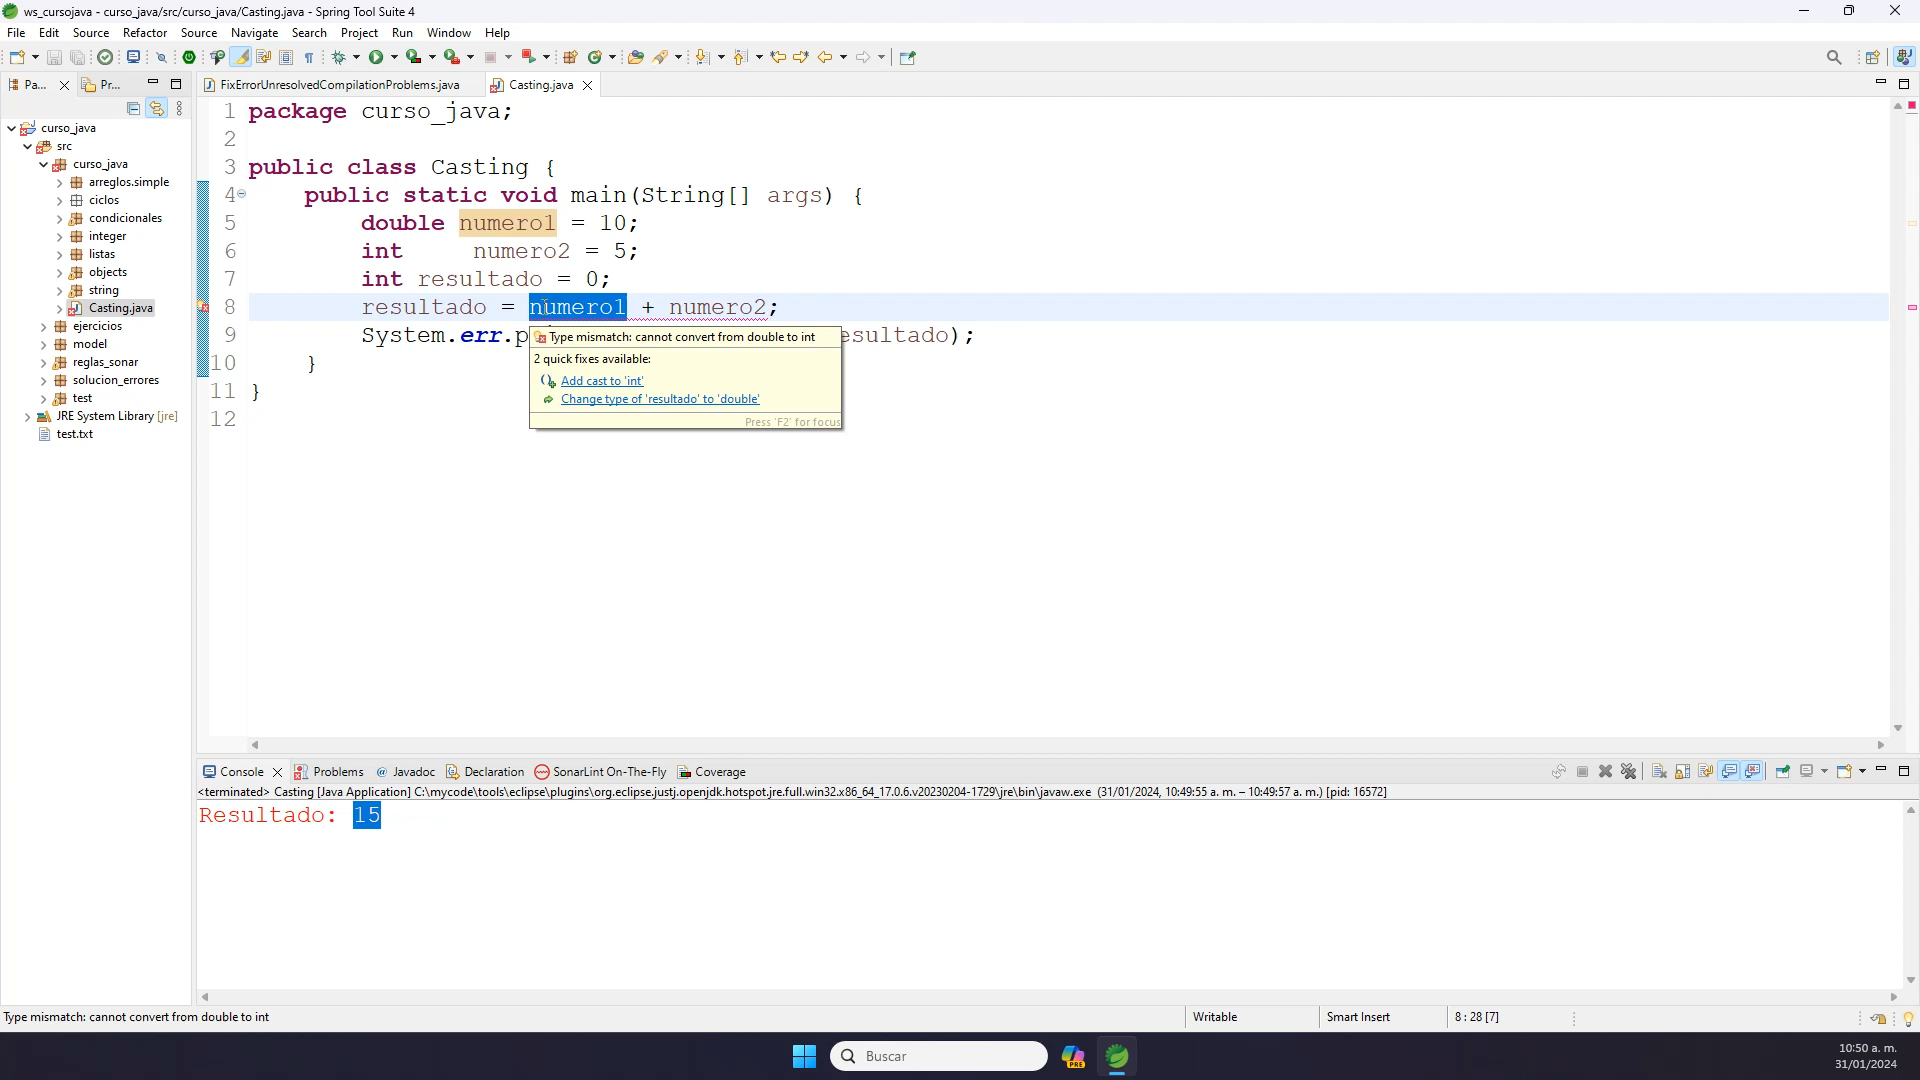 ws_cursojava - curso_java/src/curso_java/Casting.java - Spring Tool Suite 4
File Edit Source Refactor Source Navigate Search Project Run Window Help
Pa... Pr... FixErrorUnresolvedCompilationProblems.java Casting.java
curso_java
src
curso_java
arreglos.simple
ciclos
condicionales
integer
listas
objects
string
Casting.java
ejercicios
model
reglas_sonar
solucion_errores
test
JRE System Library [jre]
test.txt
1 package curso_java;
2
3 public class Casting {
4 public static void main(String[] args) {
5 double numero1 = 10;
6 int numero2 = 5;
7 int resultado = 0;
8 resultado = numero1 + numero2;
9 System.err.p esultado);
10 }
11 }
12
Type mismatch: cannot convert from double to int
2 quick fixes available:
Add cast to 'int'
Change type of 'resultado' to 'double'
Press 'F2' for focus
Console Problems @ Javadoc Declaration SonarLint On-The-Fly Coverage
<terminated> Casting [Java Application] C:\mycode\tools\eclipse\plugins\org.eclipse.justj.openjdk.hotspot.jre.full.win32.x86_64_17.0.6.v20230204-1729\jre\bin\javaw.exe (31/01/2024, 10:49:55 a. m. – 10:49:57 a. m.) [pid: 16572]
Resultado: 15
Type mismatch: cannot convert from double to int Writable Smart Insert 8 : 28 [7]
Buscar
PRE
10:50 a. m.
31/01/2024